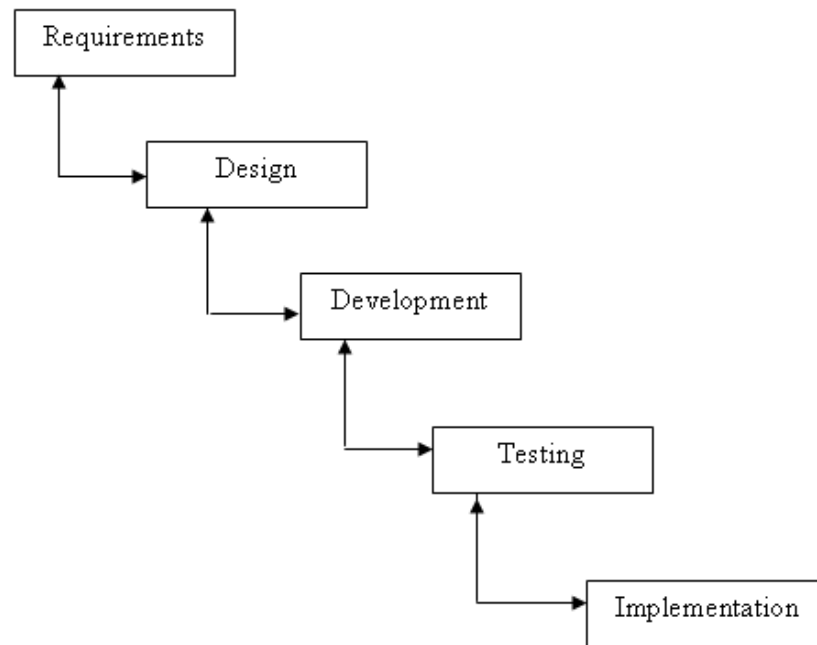 Requirements
Design
Development
Testing
Implementation